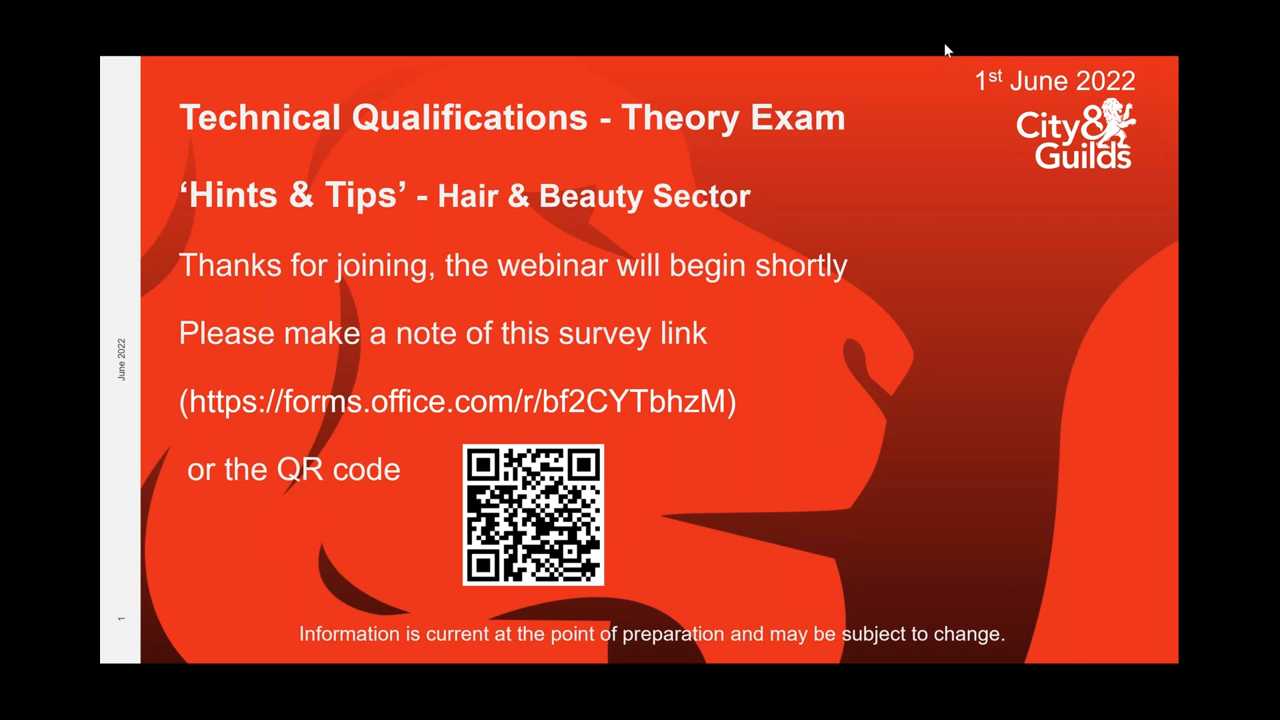 1st June 2022
City&
Guilds
Technical Qualifications - Theory Exam
‘Hints & Tips’ - Hair & Beauty Sector
Thanks for joining, the webinar will begin shortly
Please make a note of this survey link
(https://forms.office.com/r/bf2CYTbhzM)
or the QR code
Information is current at the point of preparation and may be subject to change.
June 2022
1